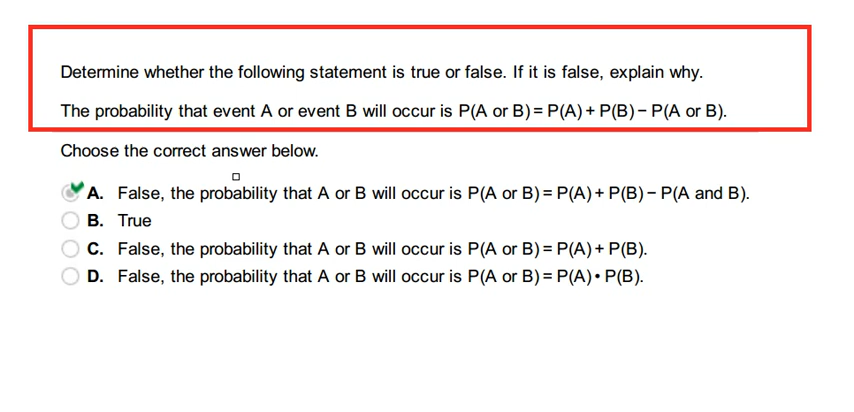 Determine whether the following statement is true or false. If it is false, explain why.
The probability that event A or event B will occur is P(A or B) = P(A) + P(B) − P(A or B).
Choose the correct answer below.
A. False, the probability that A or B will occur is P(A or B) = P(A) + P(B) − P(A and B).
B. True
C. False, the probability that A or B will occur is P(A or B) = P(A) + P(B).
D. False, the probability that A or B will occur is P(A or B) = P(A) • P(B).